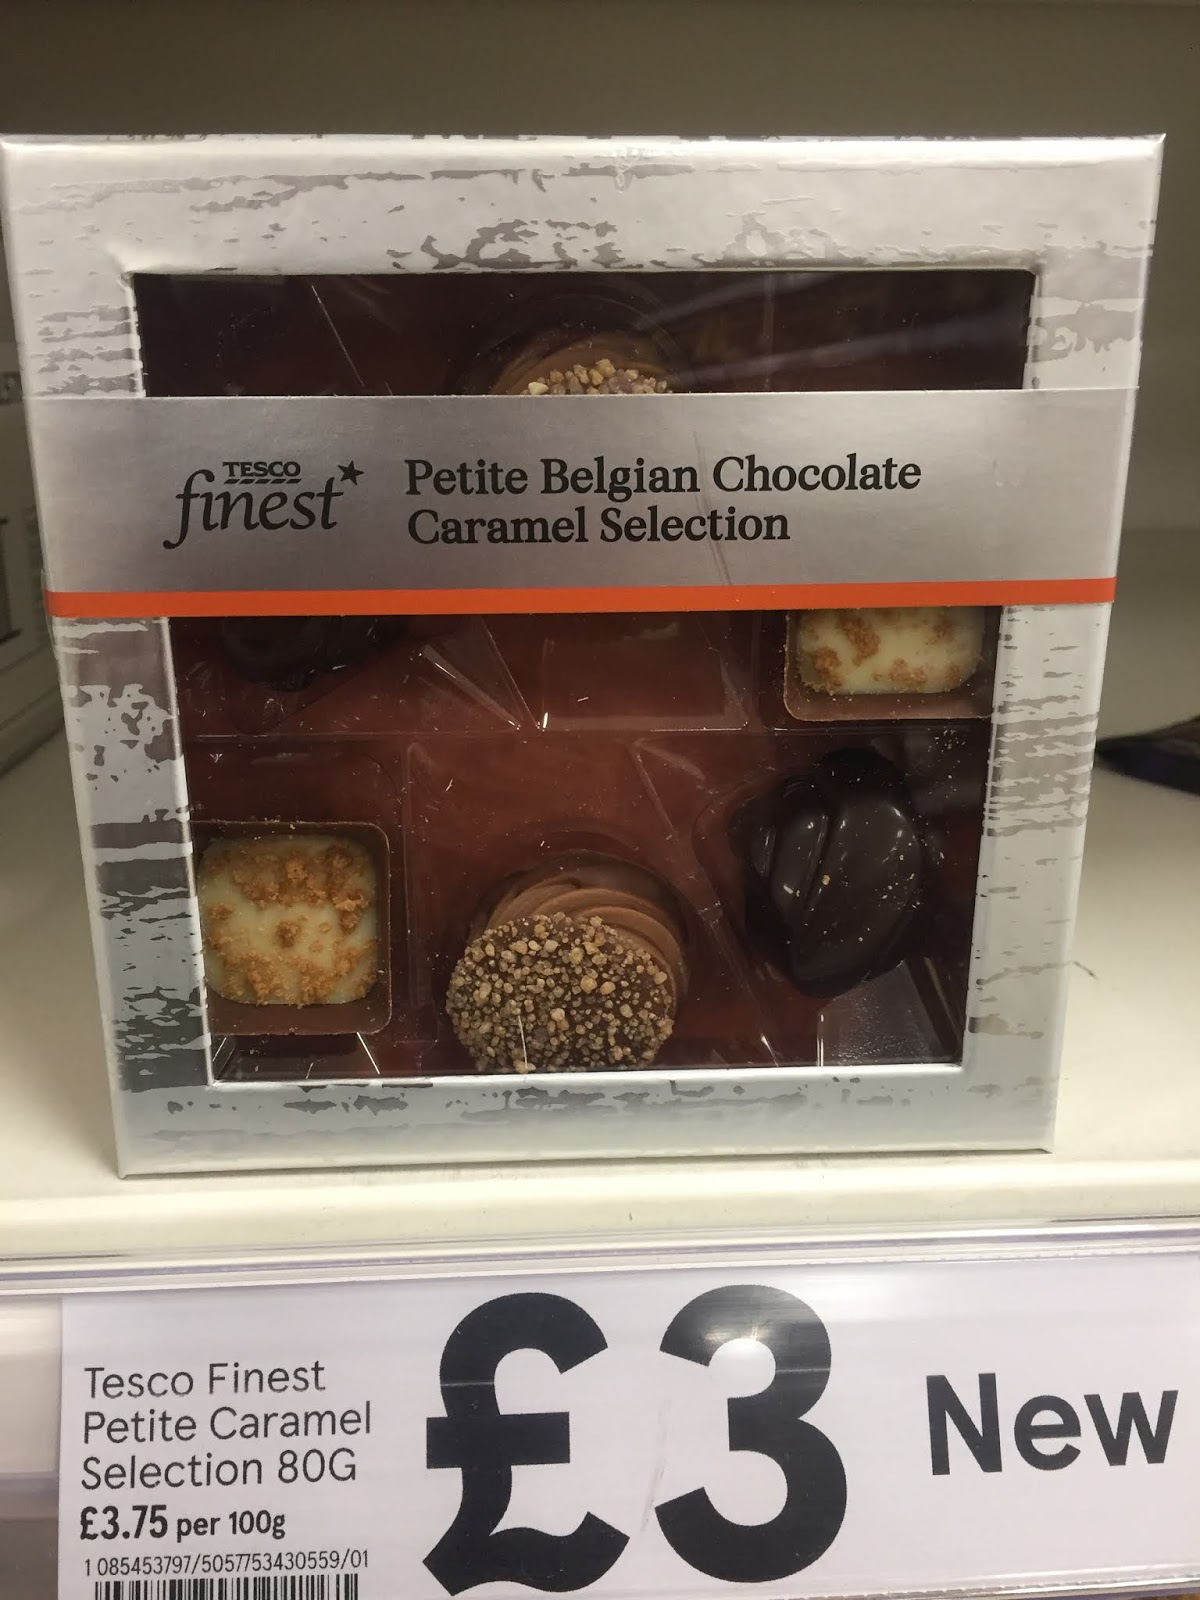 TESCO
finest*
Petite Belgian Chocolate
Caramel Selection
Tesco Finest
Petite Caramel
Selection 80G
£3.75 per 100g
1 085453797/5057753430559/01
£3
New